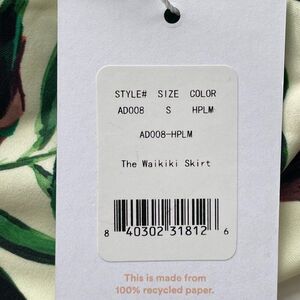 STYLE# SIZE COLOR
AD008 S HPLM
AD008-HPLM
The Waikiki Skirt
8 40302 31812 6
This is made from
100% recycled paper.